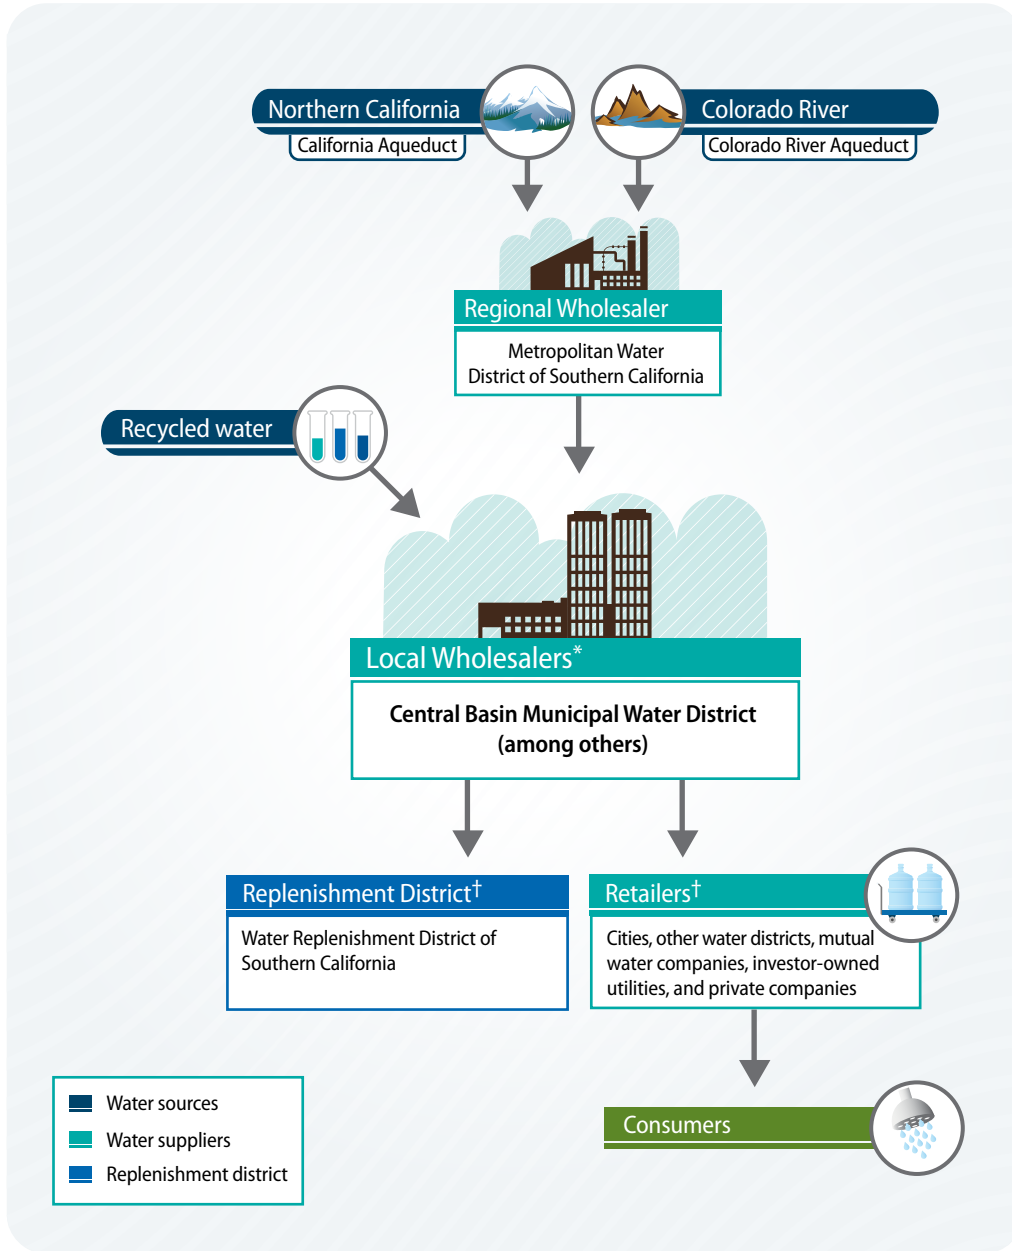 Northern California
California Aqueduct
Colorado River
Colorado River Aqueduct
Regional Wholesaler
Metropolitan Water
District of Southern California
Recycled water
Local Wholesalers*
Central Basin Municipal Water District
(among others)
Replenishment District†
Water Replenishment District of
Southern California
Retailers†
Cities, other water districts, mutual
water companies, investor-owned
utilities, and private companies
Consumers
Water sources
Water suppliers
Replenishment district